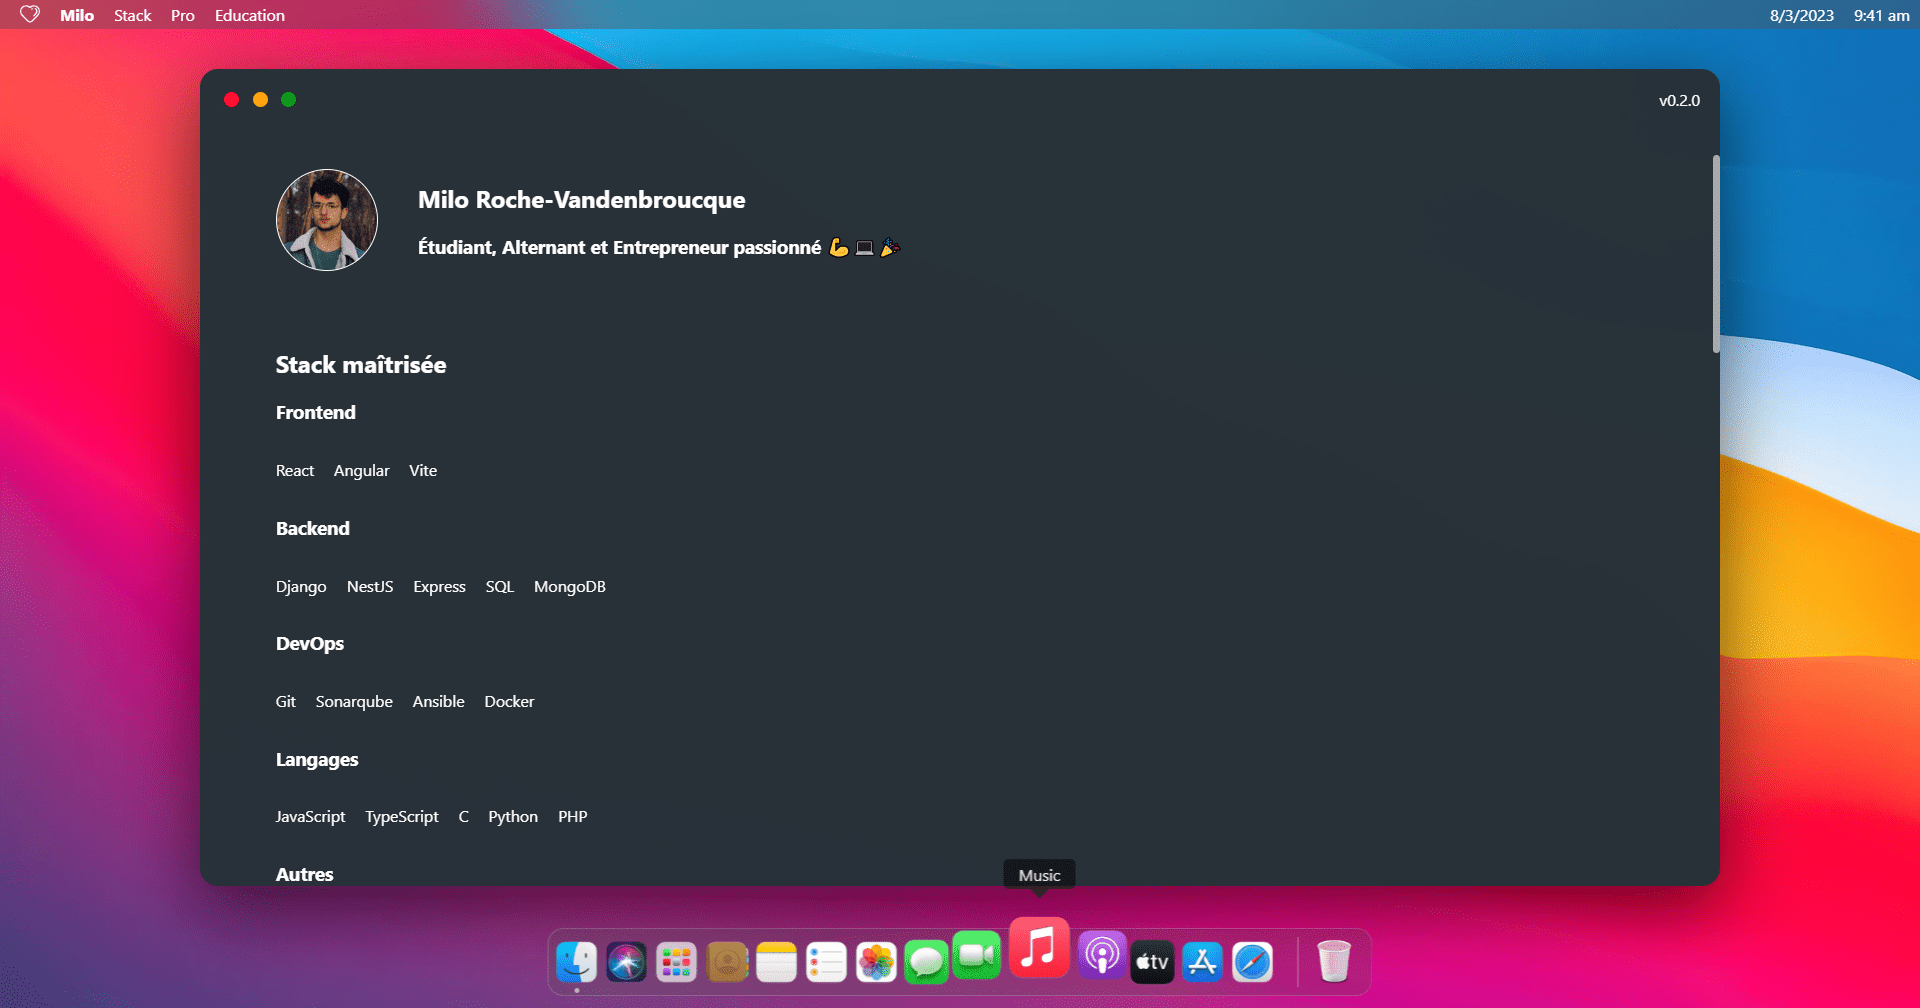 Milo Stack Pro Education 8/3/2023 9:41 am
v0.2.0
Milo Roche-Vandenbroucque
Étudiant, Alternant et Entrepreneur passionné 💪💻🎉
Stack maîtrisée
Frontend
React Angular Vite
Backend
Django NestJS Express SQL MongoDB
DevOps
Git Sonarqube Ansible Docker
Langages
JavaScript TypeScript C Python PHP
Autres
Music
tv